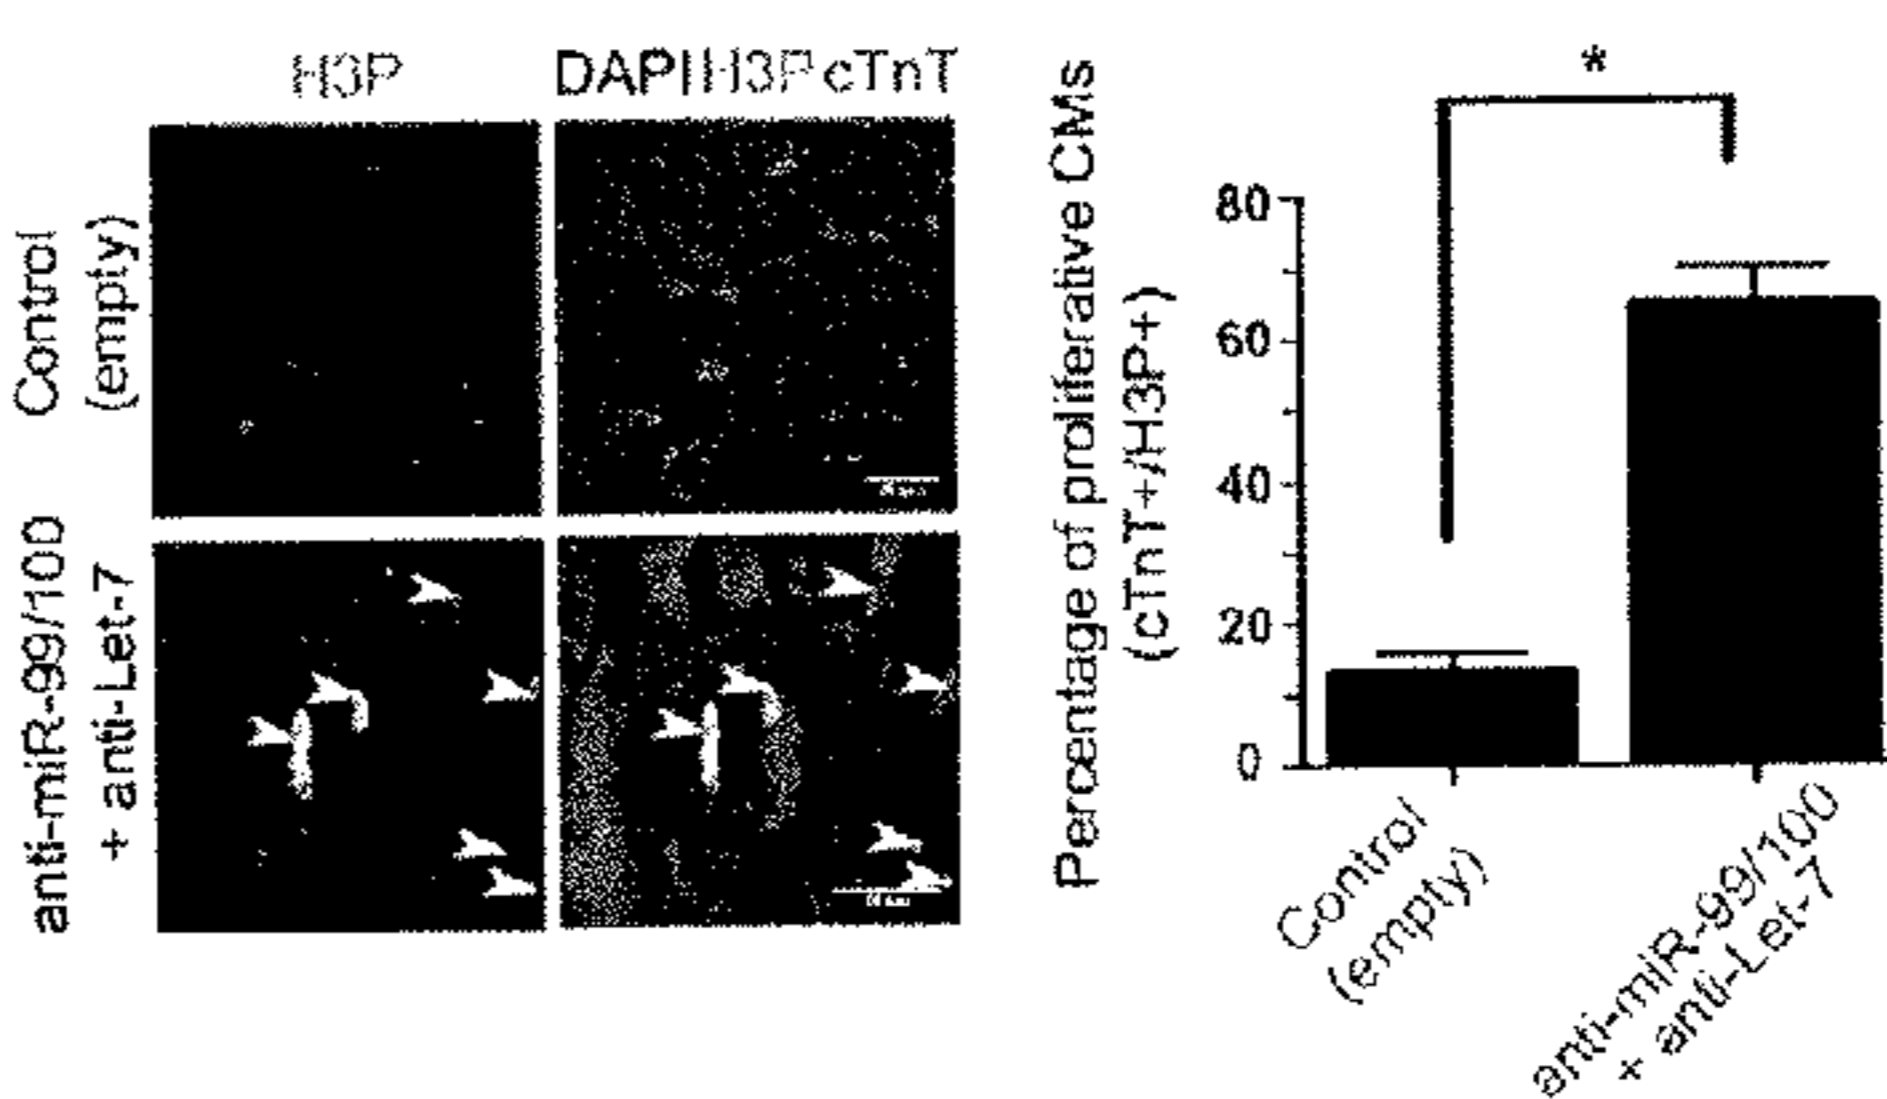 H3P
DAPI H3P cTnT
Control
(empty)
anti-miR-99/100
+ anti-Let-7
Percentage of proliferative CMs
(cTnT+/H3P+)
*
80
60
40
20
0
Control
(empty)
anti-miR-99/100
+ anti-Let-7